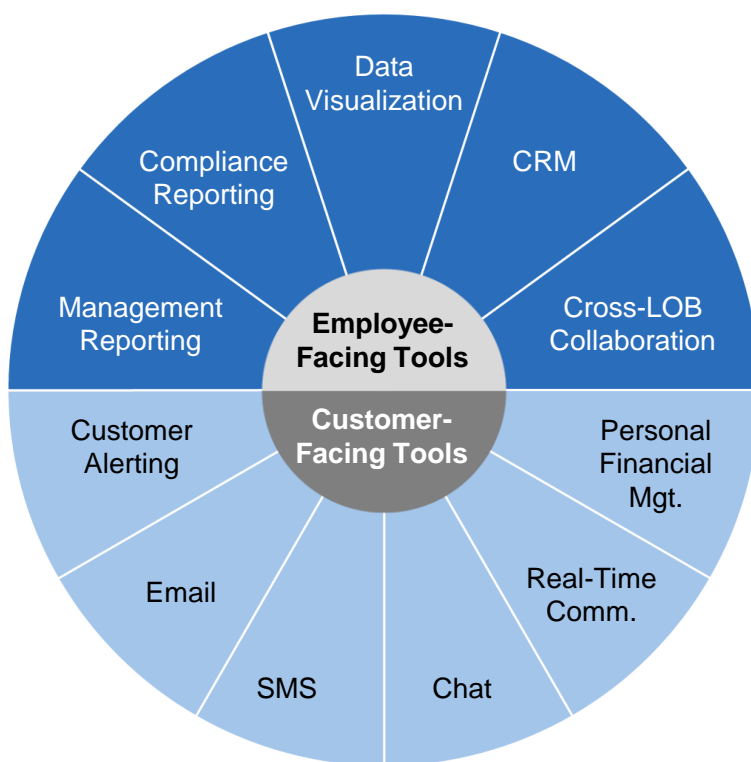 Data
Visualization
Compliance
Reporting
CRM
Management
Reporting
Cross-LOB
Collaboration
Employee-
Facing Tools
Customer-
Facing Tools
Customer
Alerting
Personal
Financial
Mgt.
Email
Real-Time
Comm.
SMS
Chat